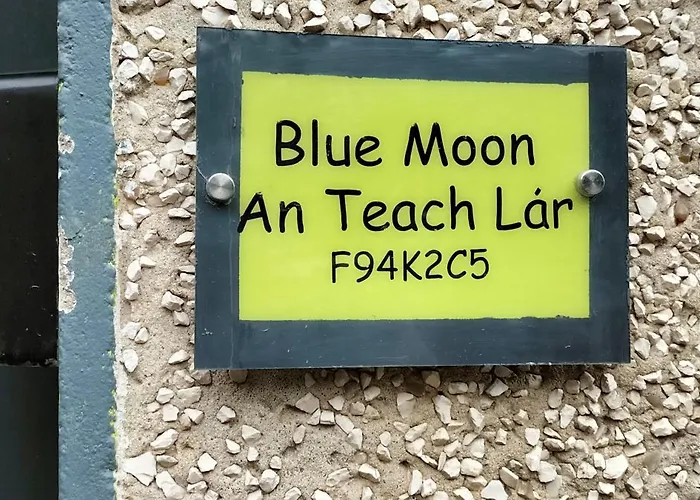 Blue Moon
An Teach Lár
F94K2C5